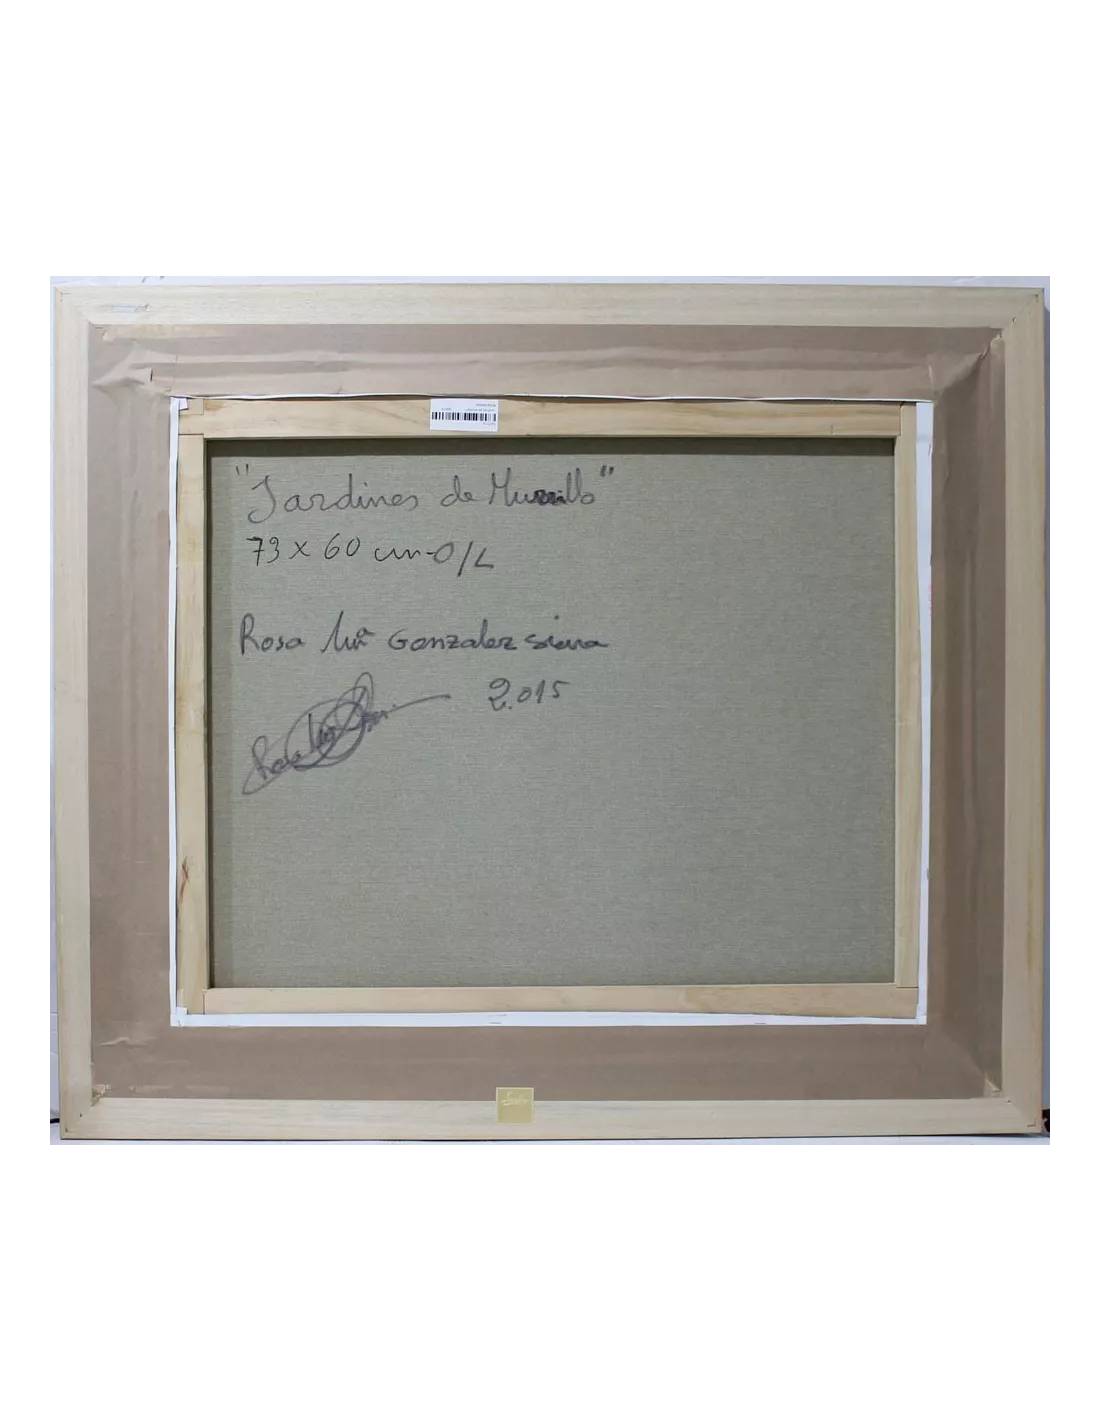 "Jardines de Murillo"
73 x 60 cm-O/L
Rosa Mª Gonzalez Sierra
2.015